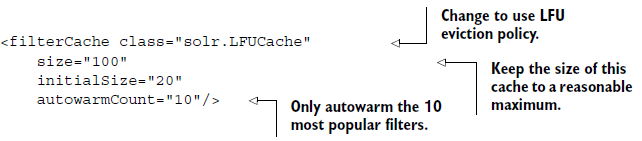 Change to use LFU
eviction policy.
<filterCache class="solr.LFUCache"
size="100"
initialSize="20"
autowarmCount="10"/>
Keep the size of this
cache to a reasonable
maximum.
Only autowarm the 10
most popular filters.